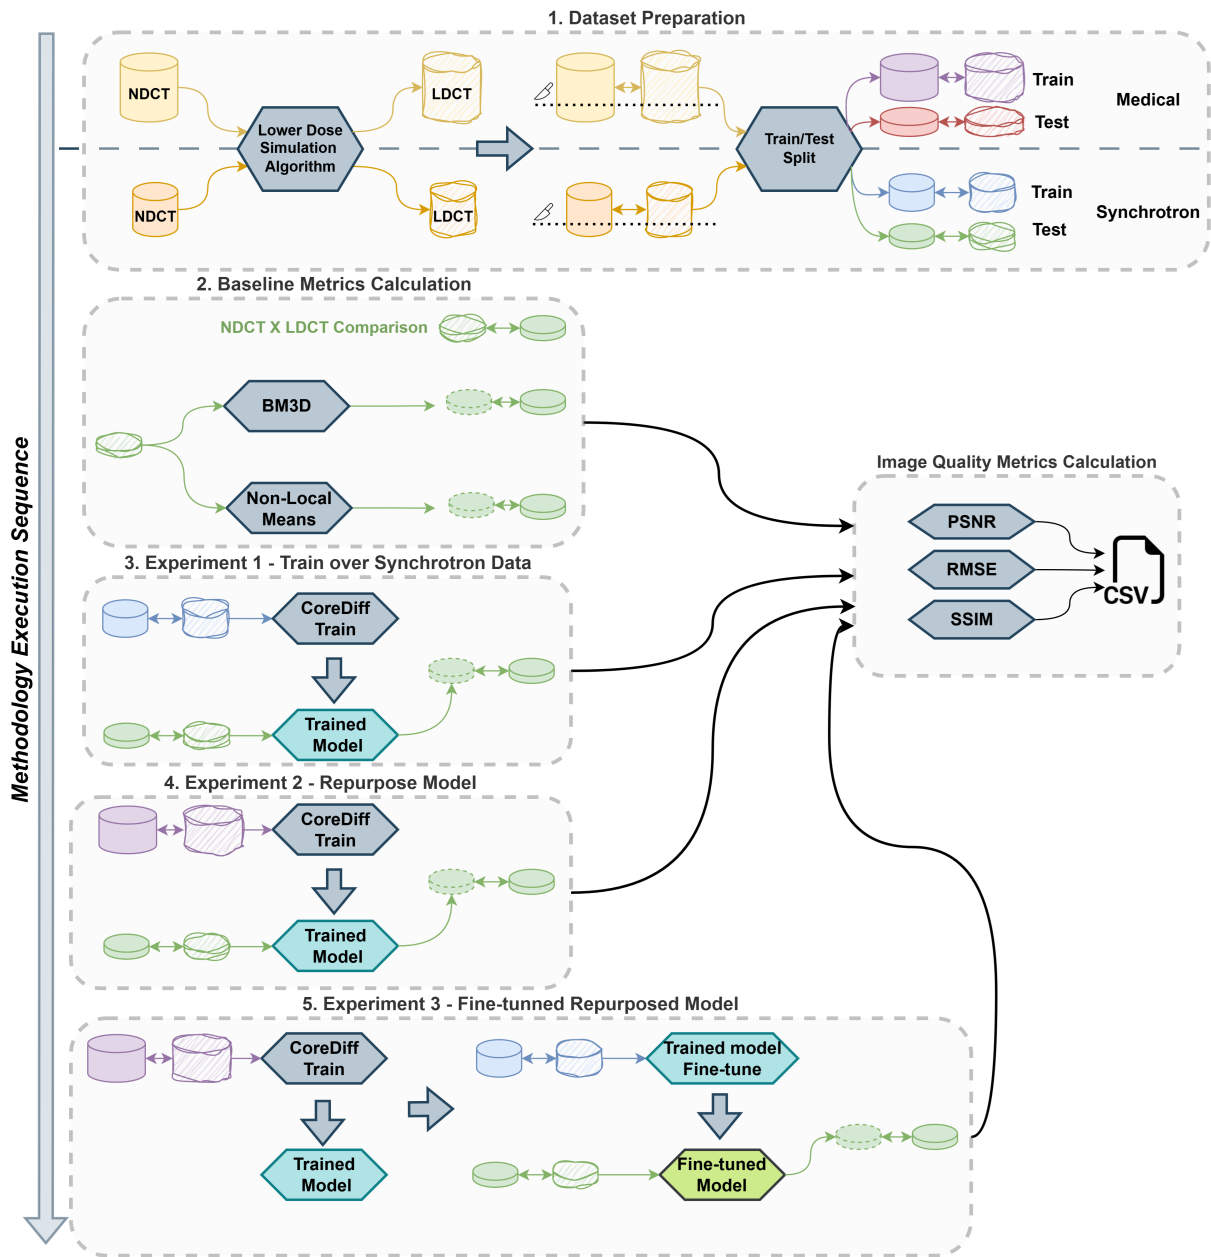 1. Dataset Preparation
NDCT
LDCT
Lower Dose
Simulation
Algorithm
NDCT
LDCT
Train/Test
Split
Train
Test
Medical
Train
Test
Synchrotron
Methodology Execution Sequence
2. Baseline Metrics Calculation
NDCT X LDCT Comparison
BM3D
Non-Local
Means
Image Quality Metrics Calculation
PSNR
RMSE
SSIM
CSV
3. Experiment 1 - Train over Synchrotron Data
CoreDiff
Train
Trained
Model
4. Experiment 2 - Repurpose Model
CoreDiff
Train
Trained
Model
5. Experiment 3 - Fine-tunned Repurposed Model
CoreDiff
Train
Trained
Model
Trained model
Fine-tune
Fine-tuned
Model